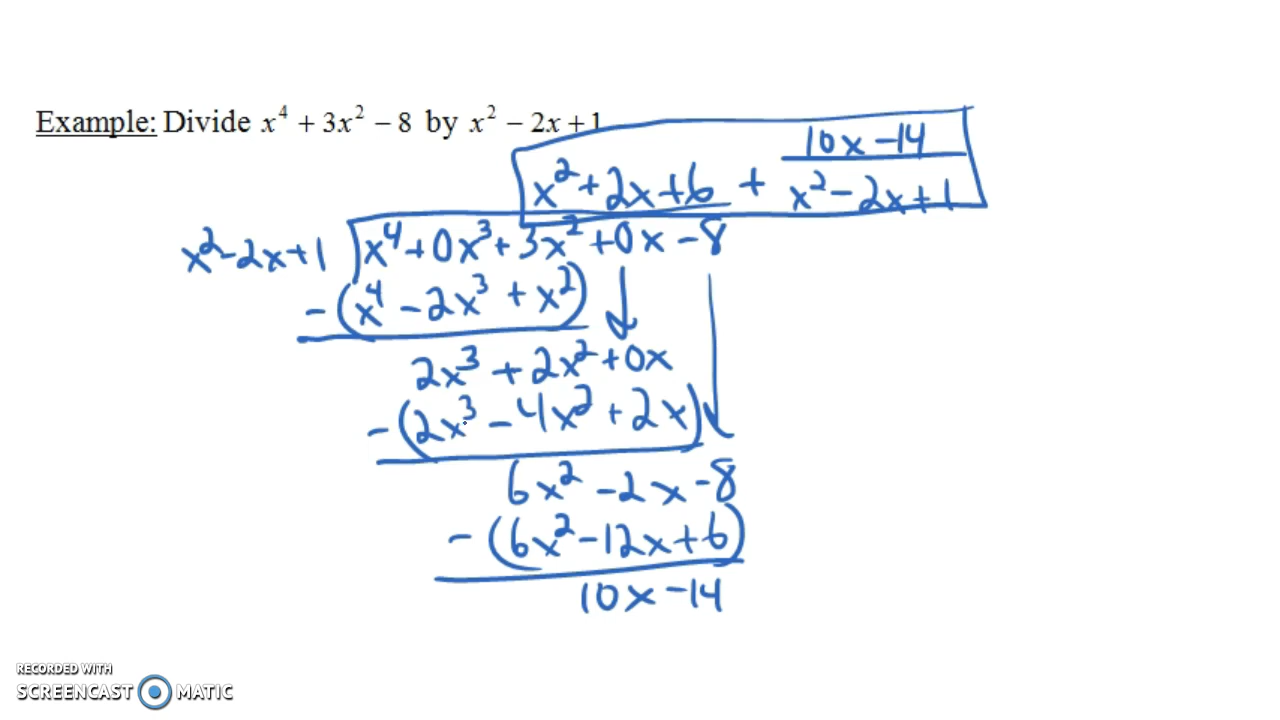 Example: Divide x⁴ + 3x² − 8 by x² − 2x + 1
10x − 14
x² + 2x + 6 + x² − 2x + 1
x² − 2x + 1 x⁴ + 0x³ + 3x² + 0x − 8
− (x⁴ − 2x³ + x²)
2x³ + 2x² + 0x
− (2x³ − 4x² + 2x)
6x² − 2x − 8
− (6x² − 12x + 6)
10x − 14
RECORDED WITH
SCREENCAST MATIC